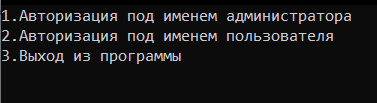 1.Авторизация под именем администратора
2.Авторизация под именем пользователя
3.Выход из программы